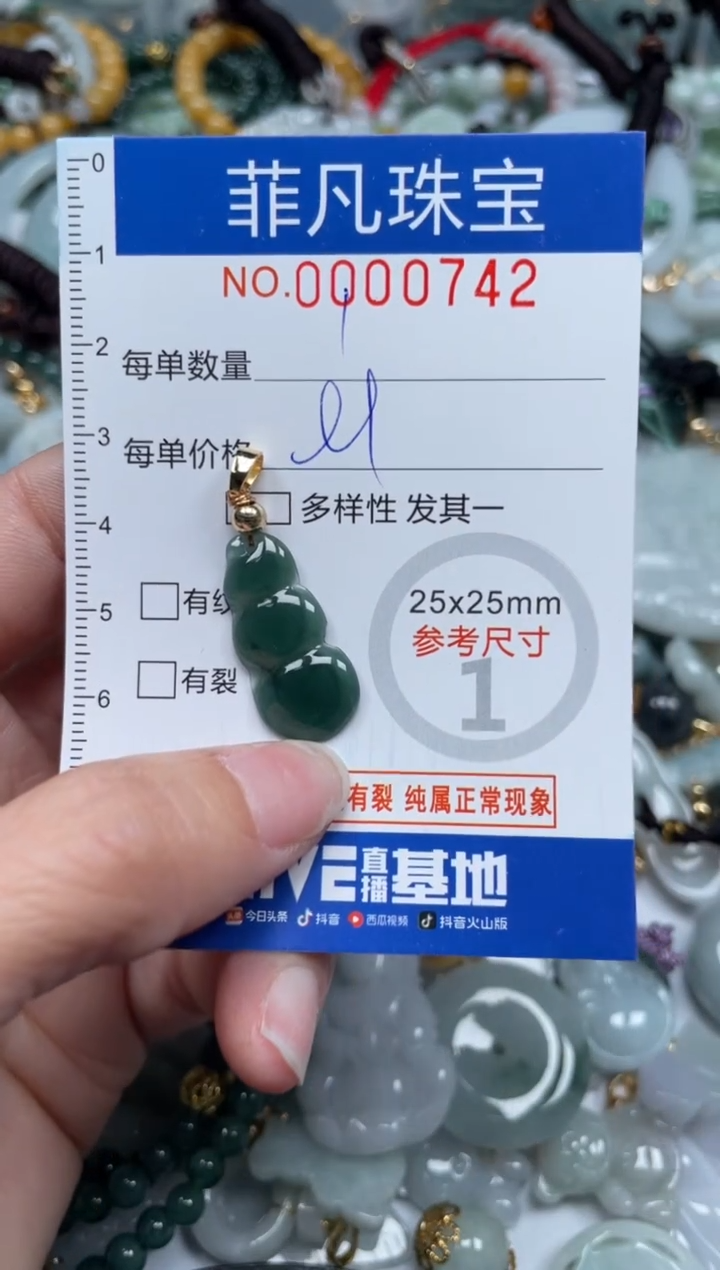 菲凡珠宝
NO.0000742
每单数量
每单价格
多样性 发其一
有纹
有裂
25x25mm
参考尺寸
1
有裂 纯属正常现象
直播基地
今日头条 抖音 西瓜视频 抖音火山版
0
1
2
3
4
5
6